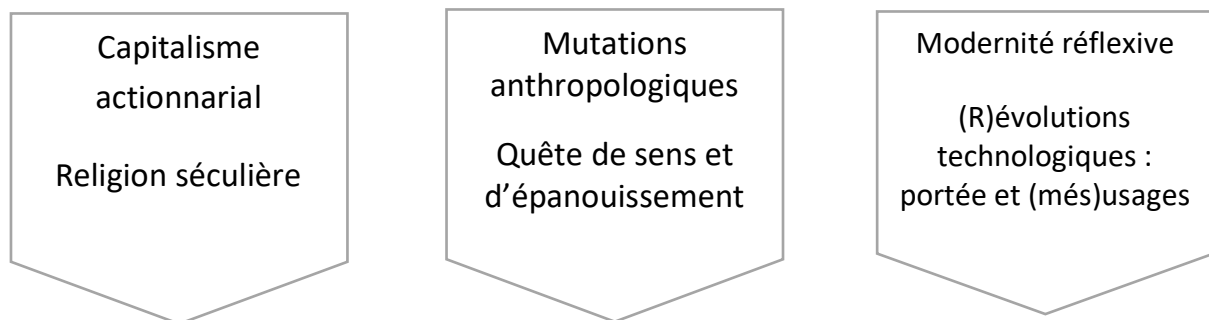 Capitalisme
actionnarial
Religion séculière
Mutations
anthropologiques
Quête de sens et
d’épanouissement
Modernité réflexive
(R)évolutions
technologiques :
portée et (més)usages